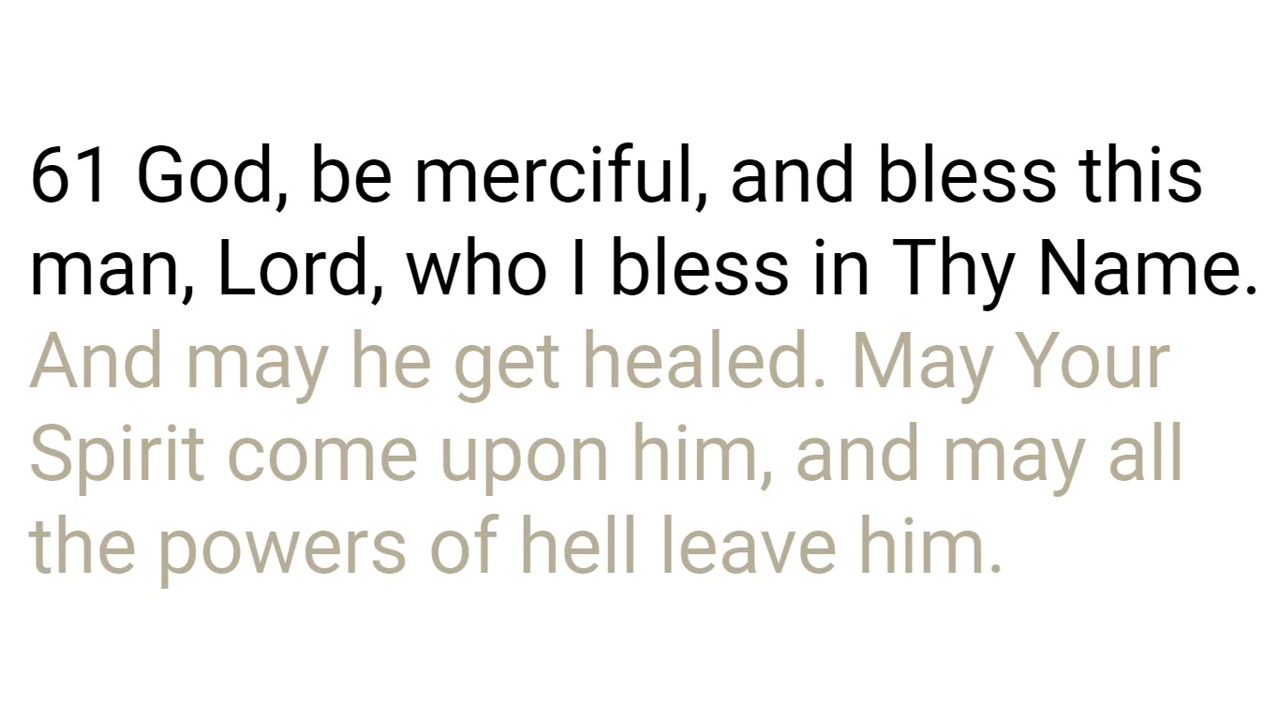 61 God, be merciful, and bless this
man, Lord, who I bless in Thy Name.
And may he get healed. May Your
Spirit come upon him, and may all
the powers of hell leave him.